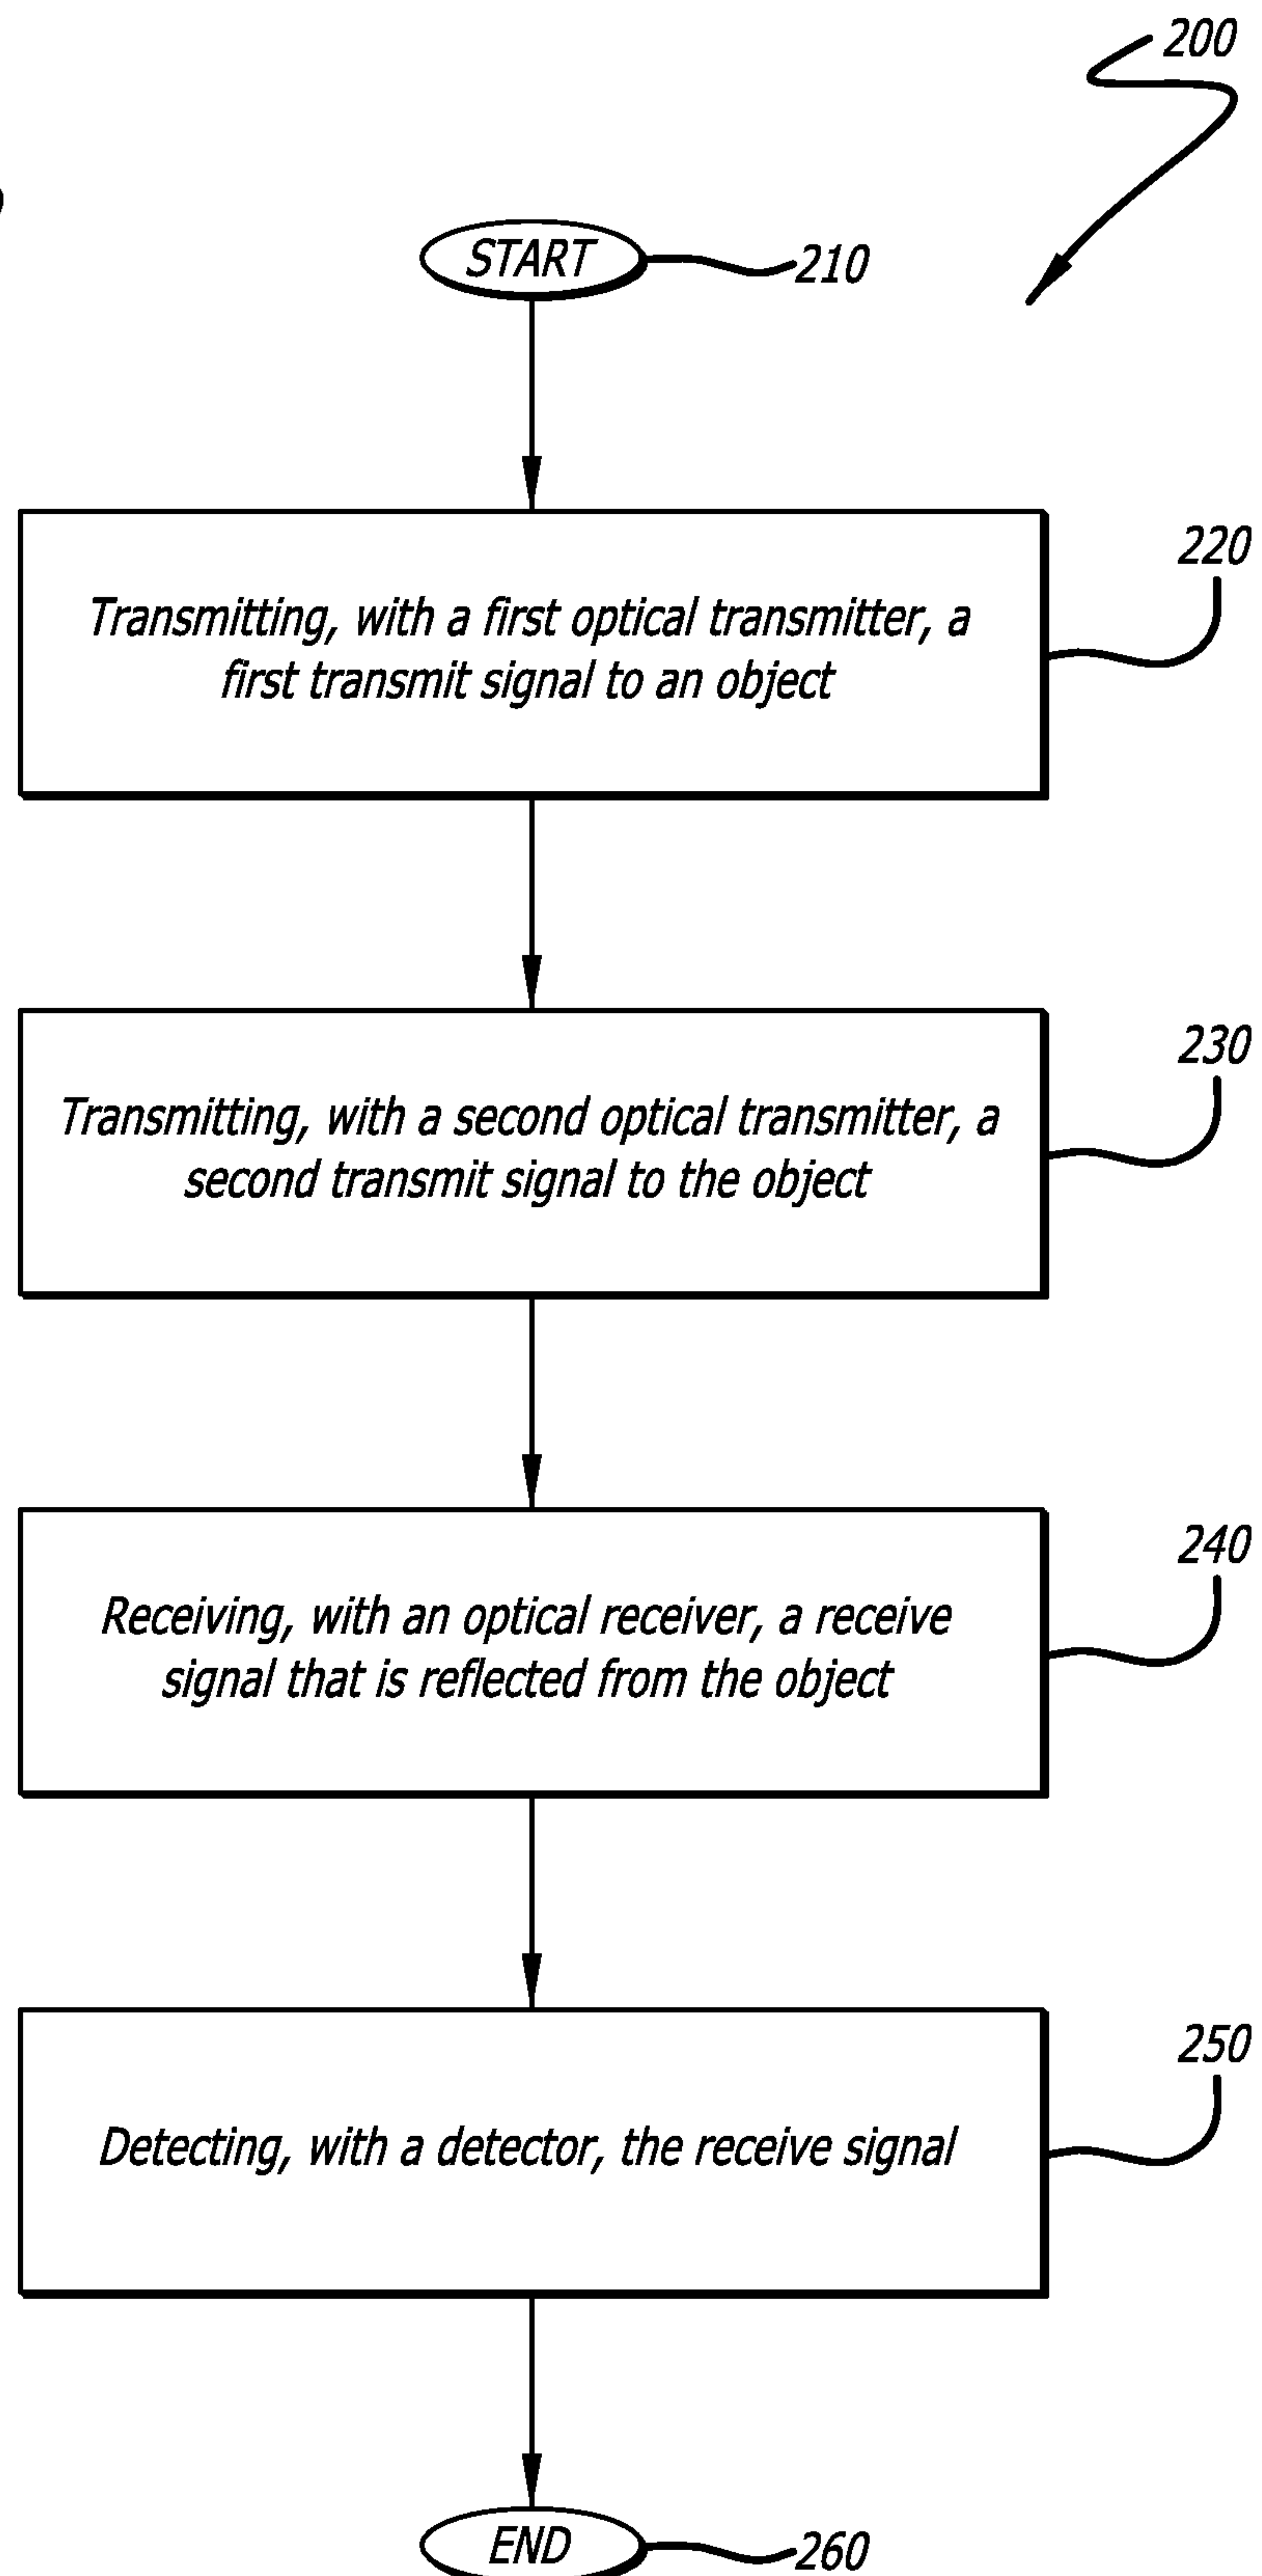 200
START
210
220
Transmitting, with a first optical transmitter, a
first transmit signal to an object
230
Transmitting, with a second optical transmitter, a
second transmit signal to the object
240
Receiving, with an optical receiver, a receive
signal that is reflected from the object
250
Detecting, with a detector, the receive signal
END
260